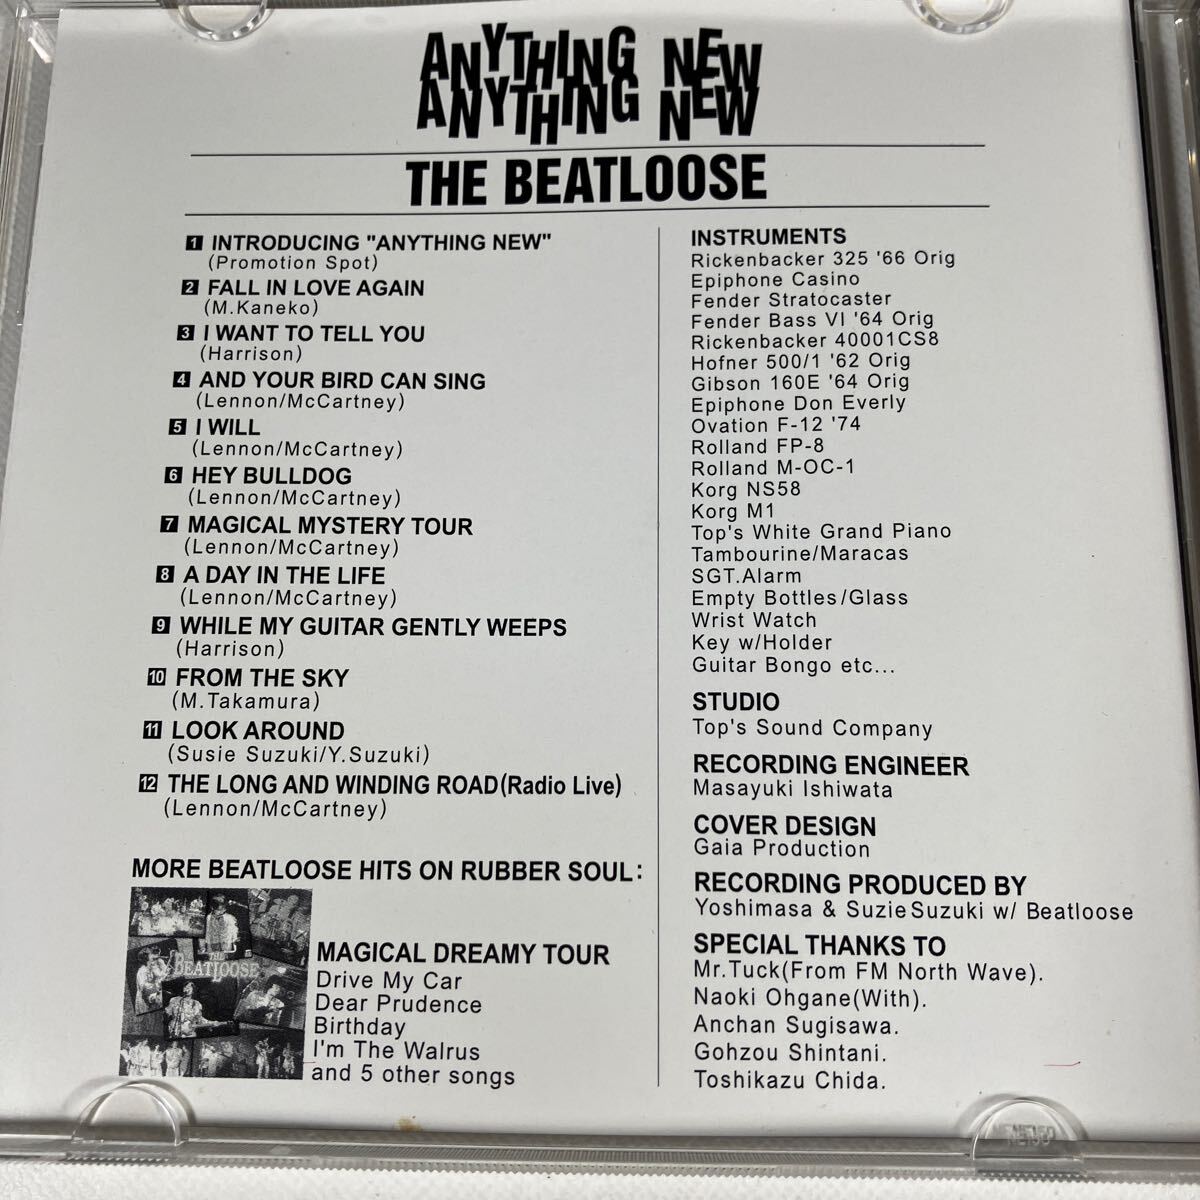 ANYTHING NEW
ANYTHING NEW
THE BEATLOOSE
1 INTRODUCING "ANYTHING NEW"
(Promotion Spot)
2 FALL IN LOVE AGAIN
(M.Kaneko)
3 I WANT TO TELL YOU
(Harrison)
4 AND YOUR BIRD CAN SING
(Lennon/McCartney)
5 I WILL
(Lennon/McCartney)
6 HEY BULLDOG
(Lennon/McCartney)
7 MAGICAL MYSTERY TOUR
(Lennon/McCartney)
8 A DAY IN THE LIFE
(Lennon/McCartney)
9 WHILE MY GUITAR GENTLY WEEPS
(Harrison)
10 FROM THE SKY
(M.Takamura)
11 LOOK AROUND
(Susie Suzuki/Y.Suzuki)
12 THE LONG AND WINDING ROAD(Radio Live)
(Lennon/McCartney)
MORE BEATLOOSE HITS ON RUBBER SOUL:
THE
BEATLOOSE
MAGICAL DREAMY TOUR
Drive My Car
Dear Prudence
Birthday
I'm The Walrus
and 5 other songs
INSTRUMENTS
Rickenbacker 325 '66 Orig
Epiphone Casino
Fender Stratocaster
Fender Bass VI '64 Orig
Rickenbacker 40001CS8
Hofner 500/1 '62 Orig
Gibson 160E '64 Orig
Epiphone Don Everly
Ovation F-12 '74
Rolland FP-8
Rolland M-OC-1
Korg NS58
Korg M1
Top's White Grand Piano
Tambourine/Maracas
SGT.Alarm
Empty Bottles/Glass
Wrist Watch
Key w/Holder
Guitar Bongo etc...
STUDIO
Top's Sound Company
RECORDING ENGINEER
Masayuki Ishiwata
COVER DESIGN
Gaia Production
RECORDING PRODUCED BY
Yoshimasa & Suzie Suzuki w/ Beatloose
SPECIAL THANKS TO
Mr.Tuck(From FM North Wave).
Naoki Ohgane(With).
Anchan Sugisawa.
Gohzou Shintani.
Toshikazu Chida.